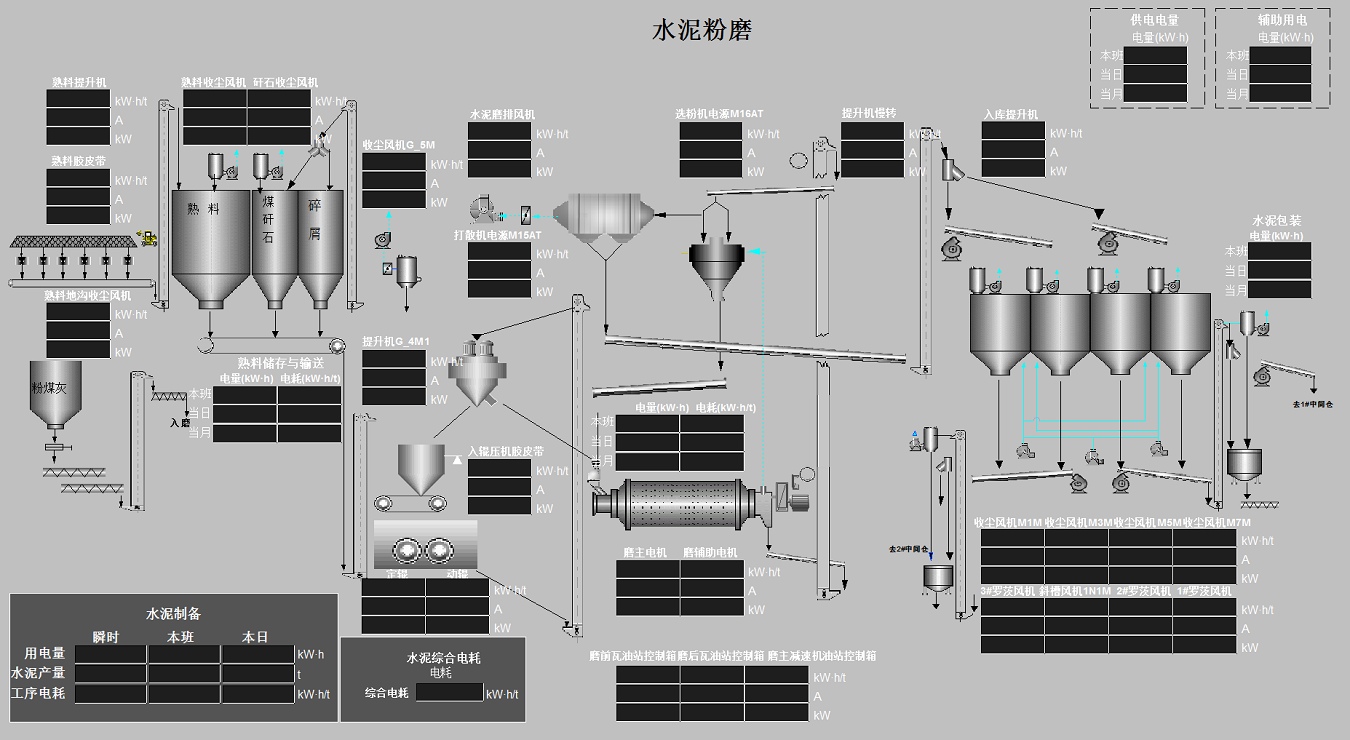 水泥粉磨
供电电量
电量(kW·h)
本班
当日
当月
辅助用电
电量(kW·h)
本班
当日
当月
熟料提升机
kW·h/t
A
kW
熟料收尘风机 矸石收尘风机
kW·h/t
A
kW
熟料胶皮带
kW·h/t
A
kW
收尘风机G_5M
kW·h/t
A
kW
水泥磨排风机
kW·h/t
A
kW
选粉机电源M16AT
kW·h/t
A
kW
提升机慢转
kW·h/t
A
kW
入库提升机
kW·h/t
A
kW
熟料
煤矸石
碎屑
打散机电源M15AT
kW·h/t
A
kW
水泥包装
电量(kW·h)
本班
当日
当月
熟料地沟收尘风机
kW·h/t
A
kW
粉煤灰
入磨
熟料储存与输送
电量(kW·h) 电耗(kW·h/t)
本班
当日
当月
提升机G_4M1
kW·h/t
A
kW
电量(kW·h) 电耗(kW·h/t)
本班
当日
月
入辊压机胶皮带
kW·h/t
A
kW
定辊 动辊
kW·h/t
A
kW
磨主电机 磨辅助电机
kW·h/t
A
kW
去1#中间仓
去2#中间仓
收尘风机M1M 收尘风机M3M 收尘风机M5M 收尘风机M7M
kW·h/t
A
kW
3#罗茨风机 斜槽风机1N1M 2#罗茨风机 1#罗茨风机
kW·h/t
A
kW
磨前瓦油站控制箱 磨后瓦油站控制箱 磨主减速机油站控制箱
kW·h/t
A
kW
水泥制备
瞬时 本班 本日
用电量 kW·h
水泥产量 t
工序电耗 kW·h/t
水泥综合电耗
电耗
综合电耗 kW·h/t